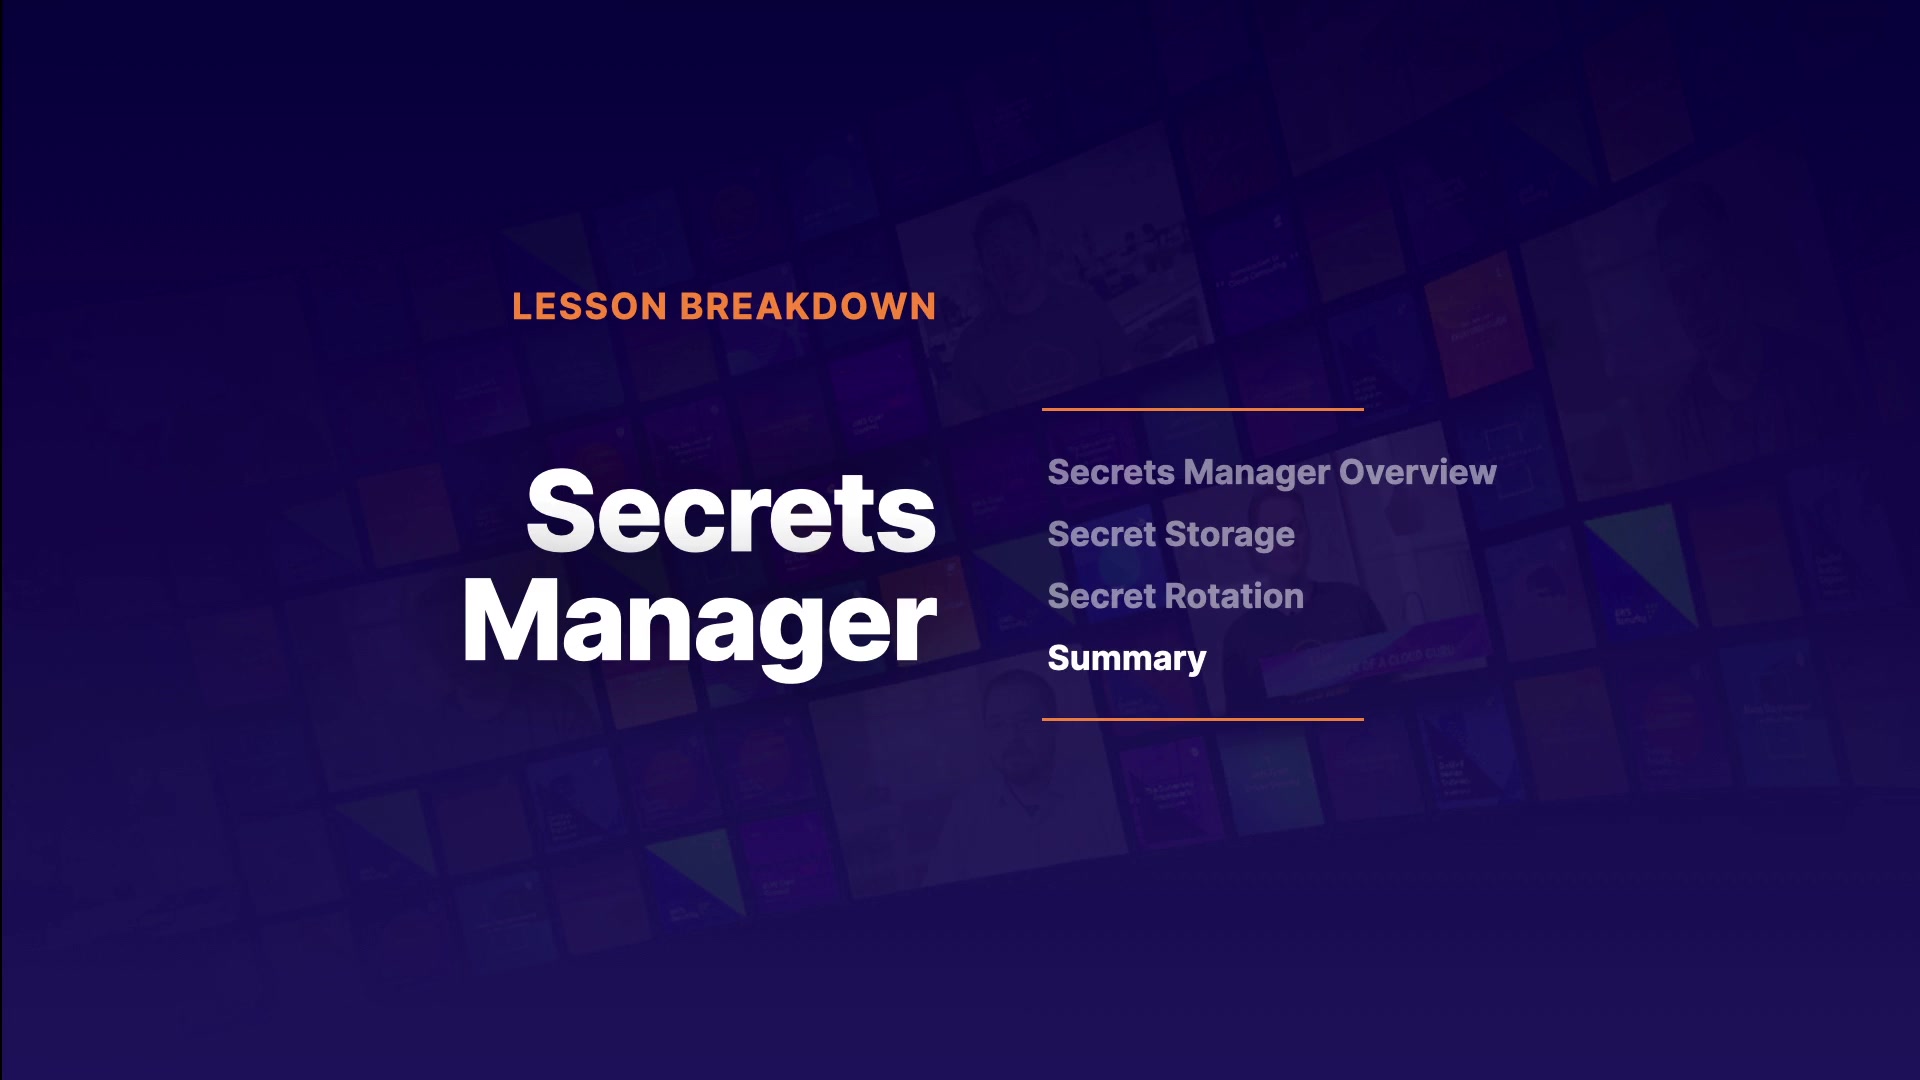 LESSON BREAKDOWN
Secrets
Manager
Secrets Manager Overview
Secret Storage
Secret Rotation
Summary